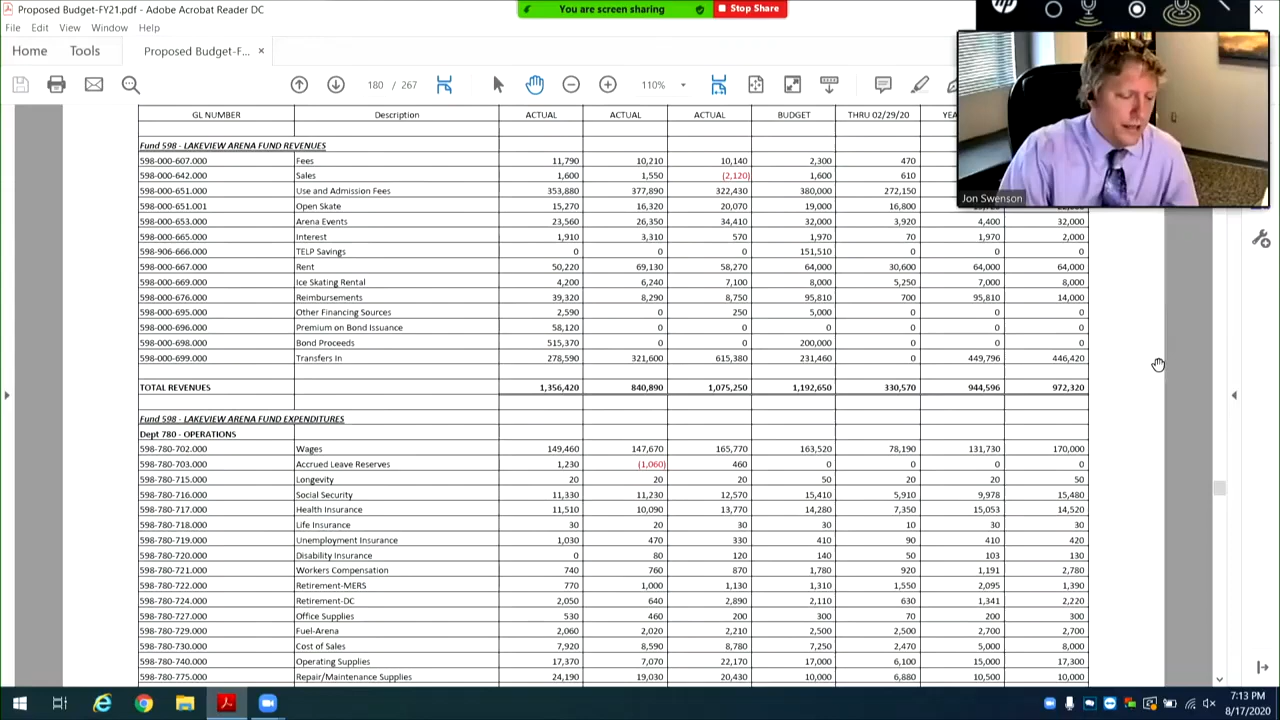 Proposed Budget-FY21.pdf - Adobe Acrobat Reader DC
You are screen sharing Stop Share
File Edit View Window Help
Home Tools Proposed Budget-F... ×
180 / 267 110%
GL NUMBER Description ACTUAL ACTUAL ACTUAL BUDGET THRU 02/29/20
Fund 598 - LAKEVIEW ARENA FUND REVENUES
598-000-607.000 Fees 11,790 10,210 10,140 2,300 470
598-000-642.000 Sales 1,600 1,550 (2,120) 1,600 610
598-000-651.000 Use and Admission Fees 353,880 377,890 322,430 380,000 272,150
Jon Swenson
598-000-651.001 Open Skate 15,270 16,320 20,070 19,000 16,800
598-000-653.000 Arena Events 23,560 26,350 34,410 32,000 3,920 4,400 32,000
598-000-665.000 Interest 1,910 3,310 570 1,970 70 1,970 2,000
598-906-666.000 TELP Savings 0 0 0 151,510 0 0 0
598-000-667.000 Rent 50,220 69,130 58,270 64,000 30,600 64,000 64,000
598-000-669.000 Ice Skating Rental 4,200 6,240 7,100 8,000 5,250 7,000 8,000
598-000-676.000 Reimbursements 39,320 8,290 8,750 95,810 700 95,810 14,000
598-000-695.000 Other Financing Sources 2,590 0 250 5,000 0 0 0
598-000-696.000 Premium on Bond Issuance 58,120 0 0 0 0 0 0
598-000-698.000 Bond Proceeds 515,370 0 0 200,000 0 0 0
598-000-699.000 Transfers In 278,590 321,600 615,380 231,460 0 449,796 446,420
TOTAL REVENUES 1,356,420 840,890 1,075,250 1,192,650 330,570 944,596 972,320
Fund 598 - LAKEVIEW ARENA FUND EXPENDITURES
Dept 780 - OPERATIONS
598-780-702.000 Wages 149,460 147,670 165,770 163,520 78,190 131,730 170,000
598-780-703.000 Accrued Leave Reserves 1,230 (1,060) 460 0 0 0 0
598-780-715.000 Longevity 20 20 20 50 20 20 50
598-780-716.000 Social Security 11,330 11,230 12,570 15,410 5,910 9,978 15,480
598-780-717.000 Health Insurance 11,510 10,090 13,770 14,280 7,350 15,053 14,520
598-780-718.000 Life Insurance 30 20 30 30 10 30 30
598-780-719.000 Unemployment Insurance 1,030 470 330 410 90 410 420
598-780-720.000 Disability Insurance 0 80 120 140 50 103 130
598-780-721.000 Workers Compensation 740 760 870 1,780 920 1,191 2,780
598-780-722.000 Retirement-MERS 770 1,000 1,130 1,310 1,550 2,095 1,390
598-780-724.000 Retirement-DC 2,050 640 2,890 2,110 630 1,341 2,220
598-780-727.000 Office Supplies 530 460 200 300 70 200 300
598-780-729.000 Fuel-Arena 2,060 2,020 2,210 2,500 2,500 2,700 2,700
598-780-730.000 Cost of Sales 7,920 8,590 8,780 7,250 2,470 5,000 8,000
598-780-740.000 Operating Supplies 17,370 7,070 22,170 17,000 6,100 15,000 17,300
598-780-775.000 Repair/Maintenance Supplies 24,190 19,030 20,430 10,000 6,880 10,500 10,000
7:13 PM
8/17/2020